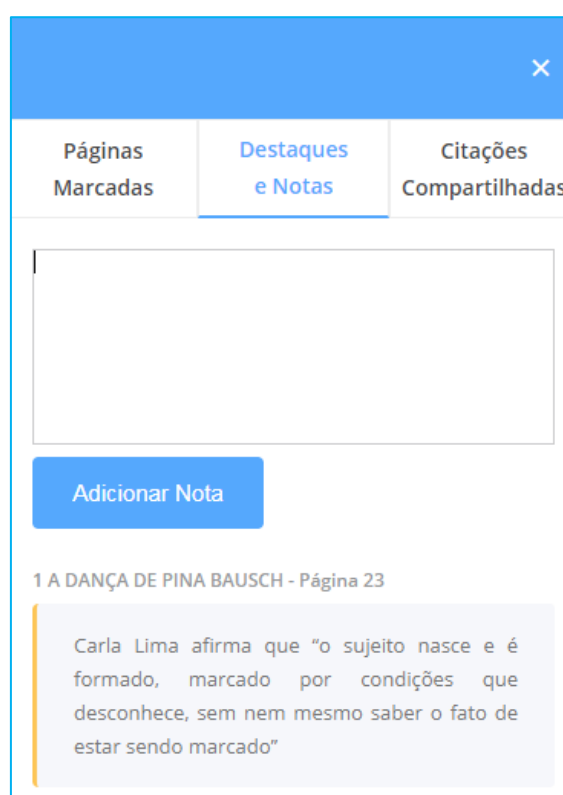 ×
Páginas
Marcadas
Destaques
e Notas
Citações
Compartilhadas
Adicionar Nota
1 A DANÇA DE PINA BAUSCH - Página 23
Carla Lima afirma que “o sujeito nasce e é
formado, marcado por condições que
desconhece, sem nem mesmo saber o fato de
estar sendo marcado”